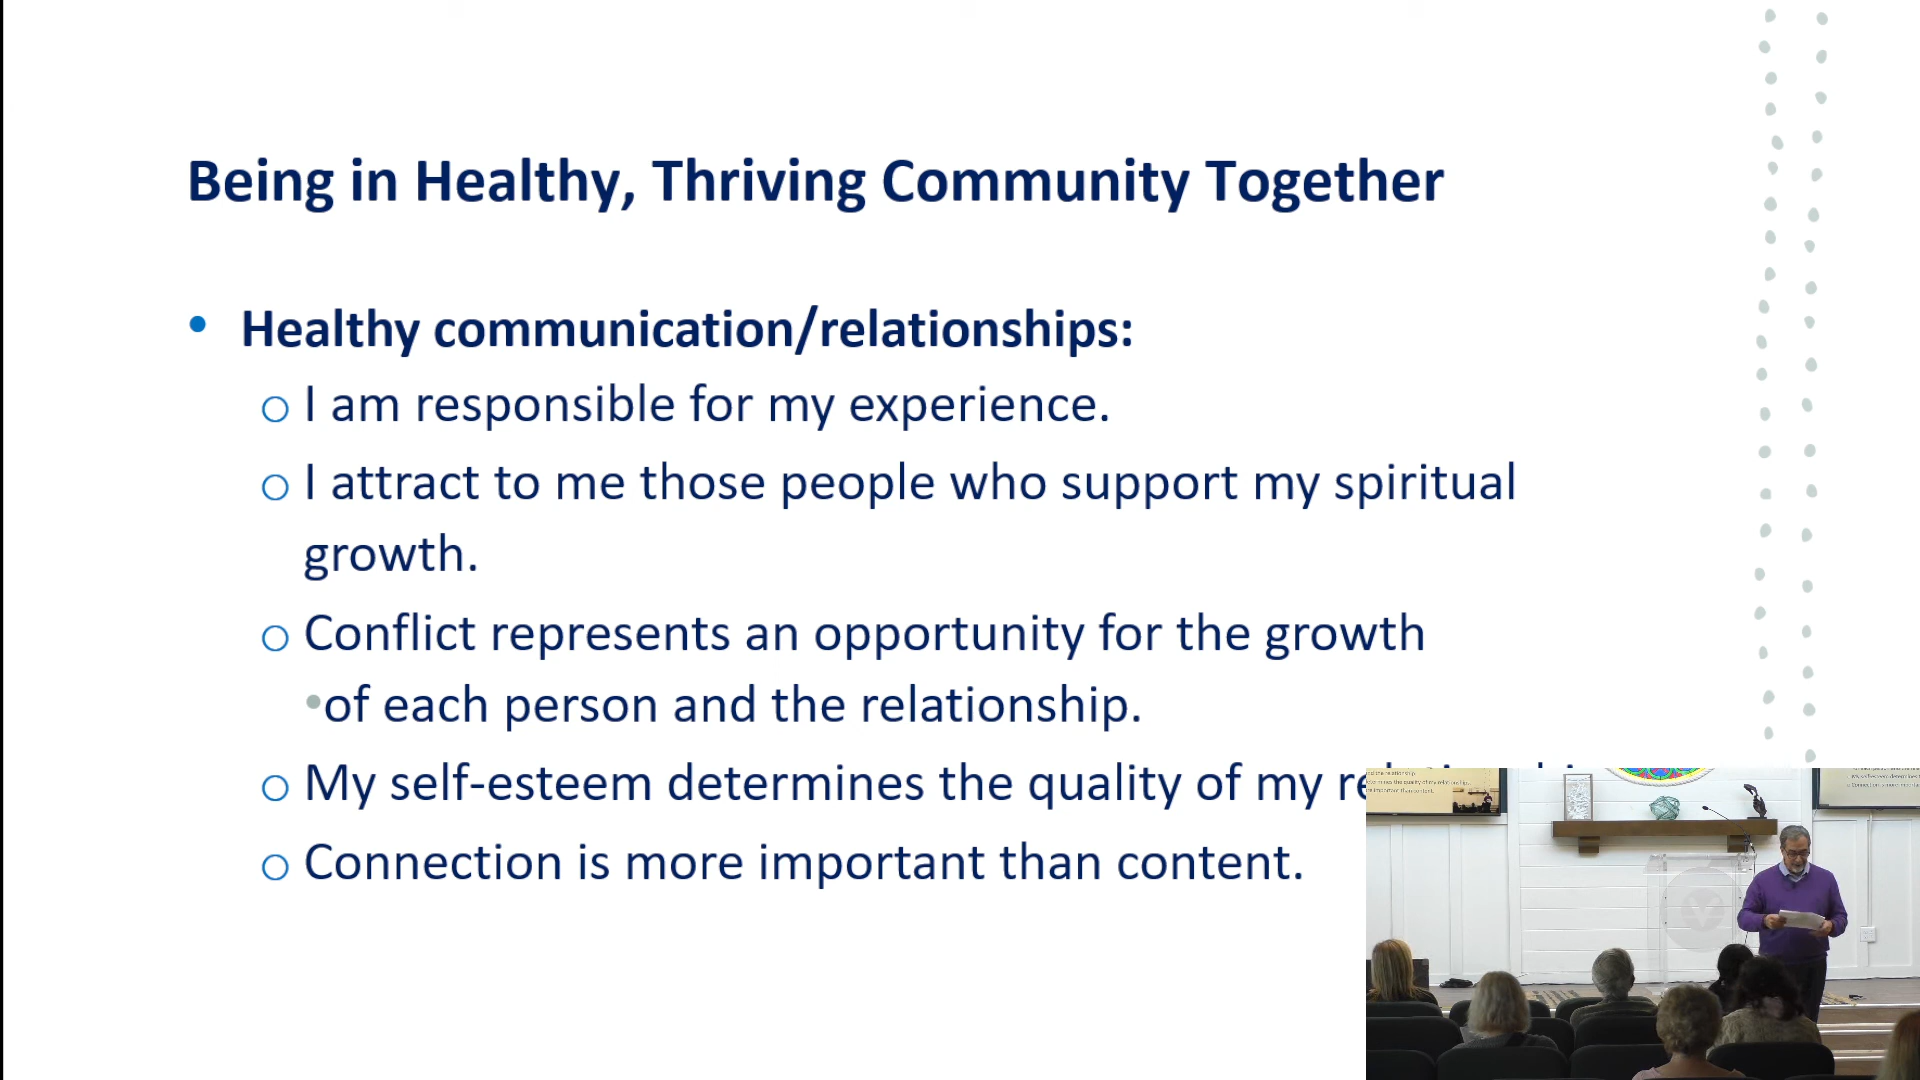 Being in Healthy, Thriving Community Together
• Healthy communication/relationships:
o I am responsible for my experience.
o I attract to me those people who support my spiritual
growth.
o Conflict represents an opportunity for the growth
•of each person and the relationship.
o My self-esteem determines the quality of my
o Connection is more important than content.